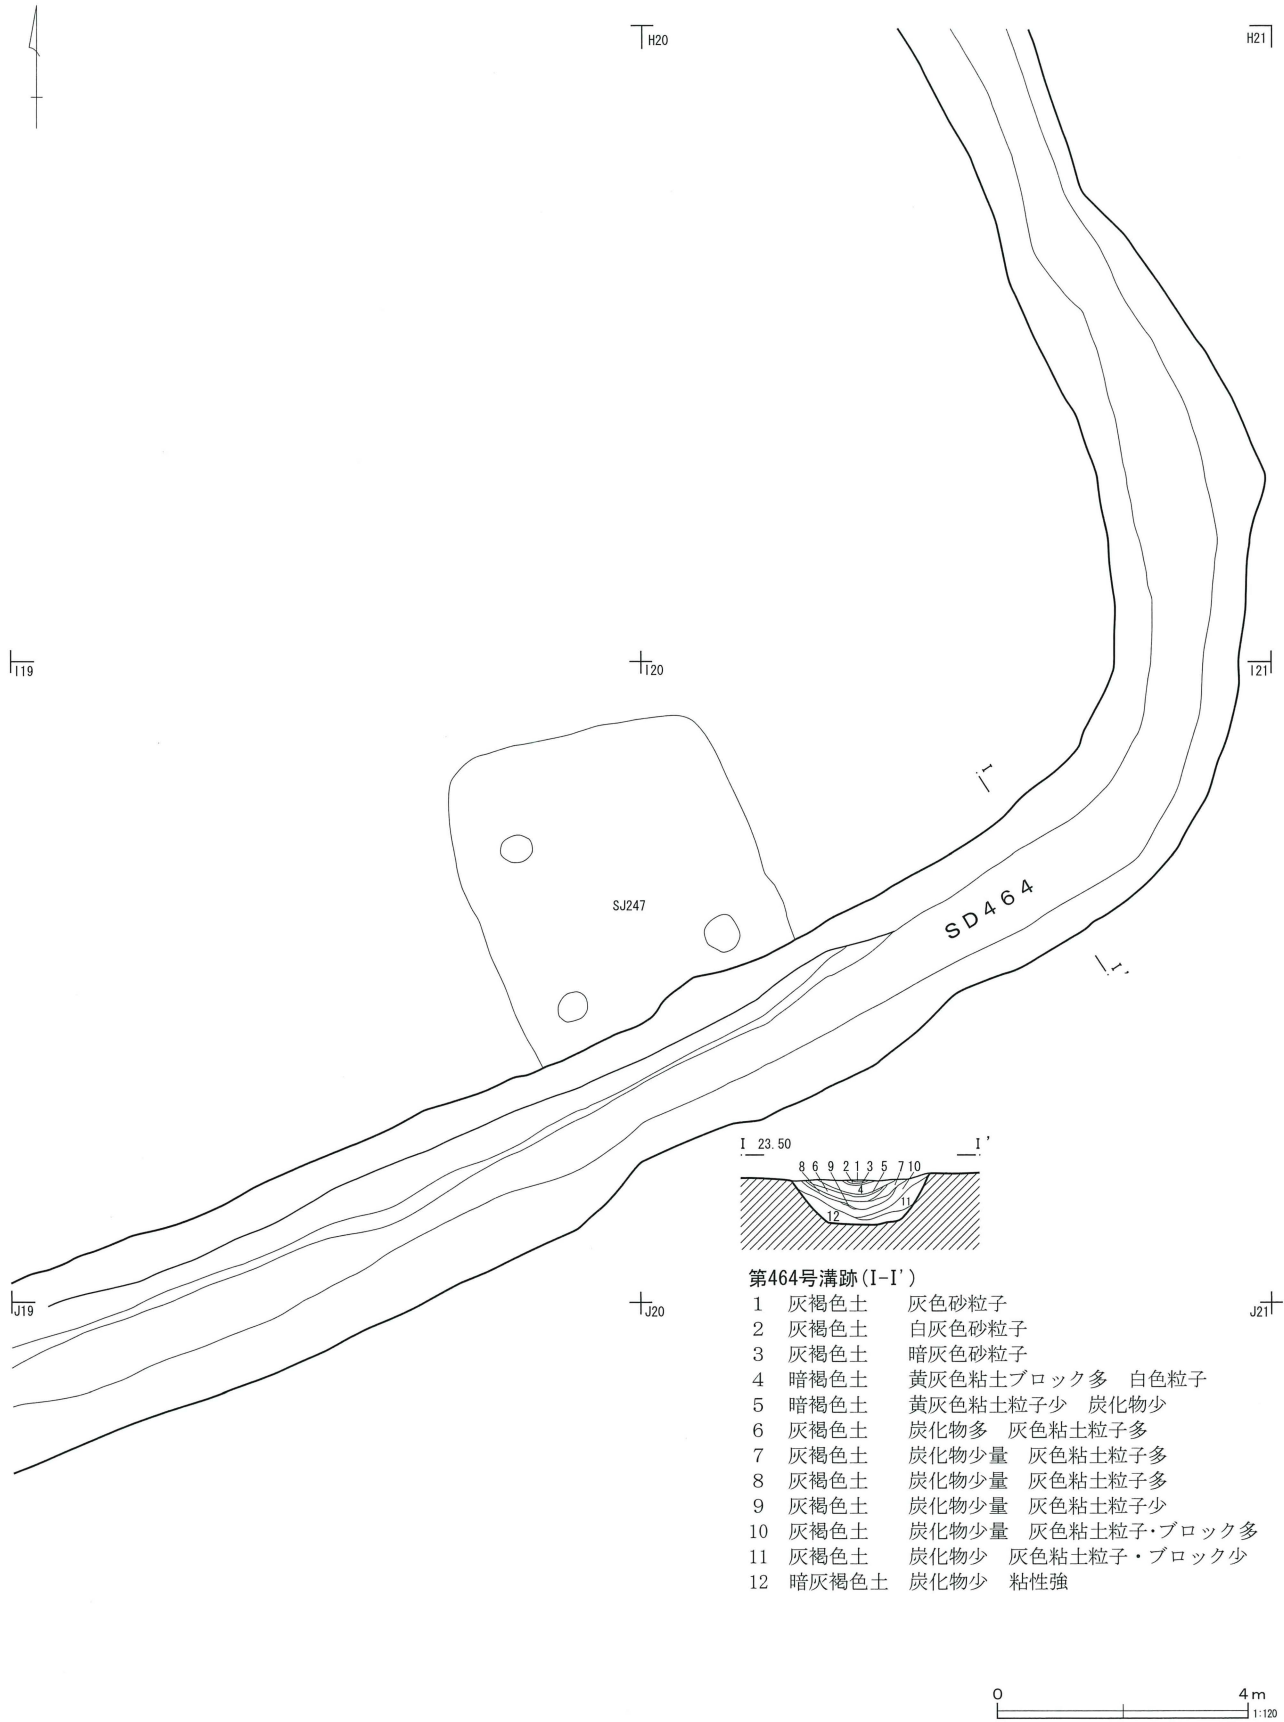 H20
H21
I19
I20
I21
I
SJ247
SD464
I'
I 23.50 I'
8 6 9 2 1 3 5 7 10
4
11
12
J19
J20
J21
第464号溝跡(I-I')
1 灰褐色土 灰色砂粒子
2 灰褐色土 白灰色砂粒子
3 灰褐色土 暗灰色砂粒子
4 暗褐色土 黄灰色粘土ブロック多 白色粒子
5 暗褐色土 黄灰色粘土粒子少 炭化物少
6 灰褐色土 炭化物多 灰色粘土粒子多
7 灰褐色土 炭化物少量 灰色粘土粒子多
8 灰褐色土 炭化物少量 灰色粘土粒子多
9 灰褐色土 炭化物少量 灰色粘土粒子少
10 灰褐色土 炭化物少量 灰色粘土粒子・ブロック多
11 灰褐色土 炭化物少 灰色粘土粒子・ブロック少
12 暗灰褐色土 炭化物少 粘性強
0 4m
1:120